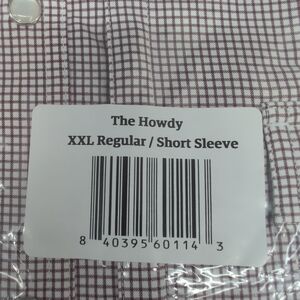 The Howdy
XXL Regular / Short Sleeve
8 40395 60114 3